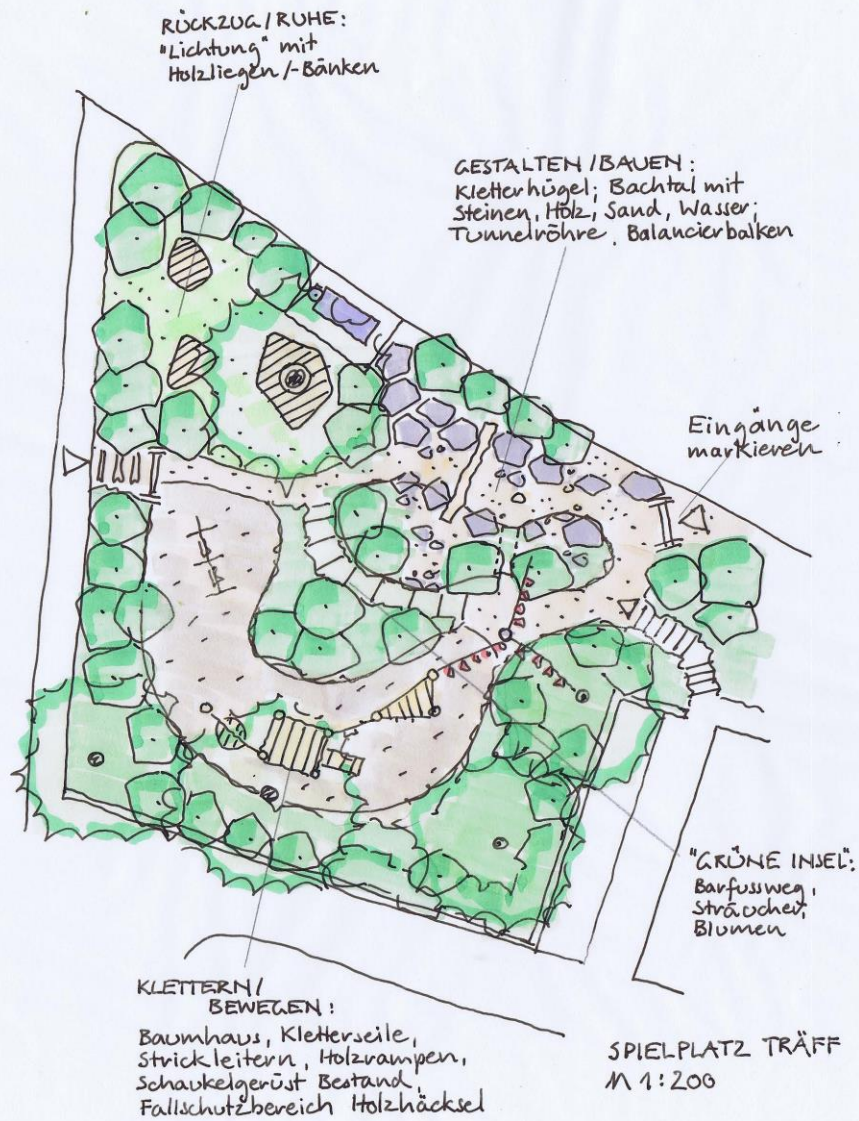 RÜCKZUG/RUHE:
"Lichtung" mit
Holzliegen/-Bänken
GESTALTEN/BAUEN:
Kletterhügel; Bachtal mit
Steinen, Holz, Sand, Wasser;
Tunnelröhre, Balancierbalken
Eingänge
markieren
"GRÜNE INSEL":
Barfussweg,
Sträucher,
Blumen
KLETTERN/
BEWEGEN:
Baumhaus, Kletterseile,
Strickleitern, Holzrampen,
Schaukelgerüst Bestand,
Fallschutzbereich Holzhäcksel
SPIELPLATZ TRÄFF
M 1:200